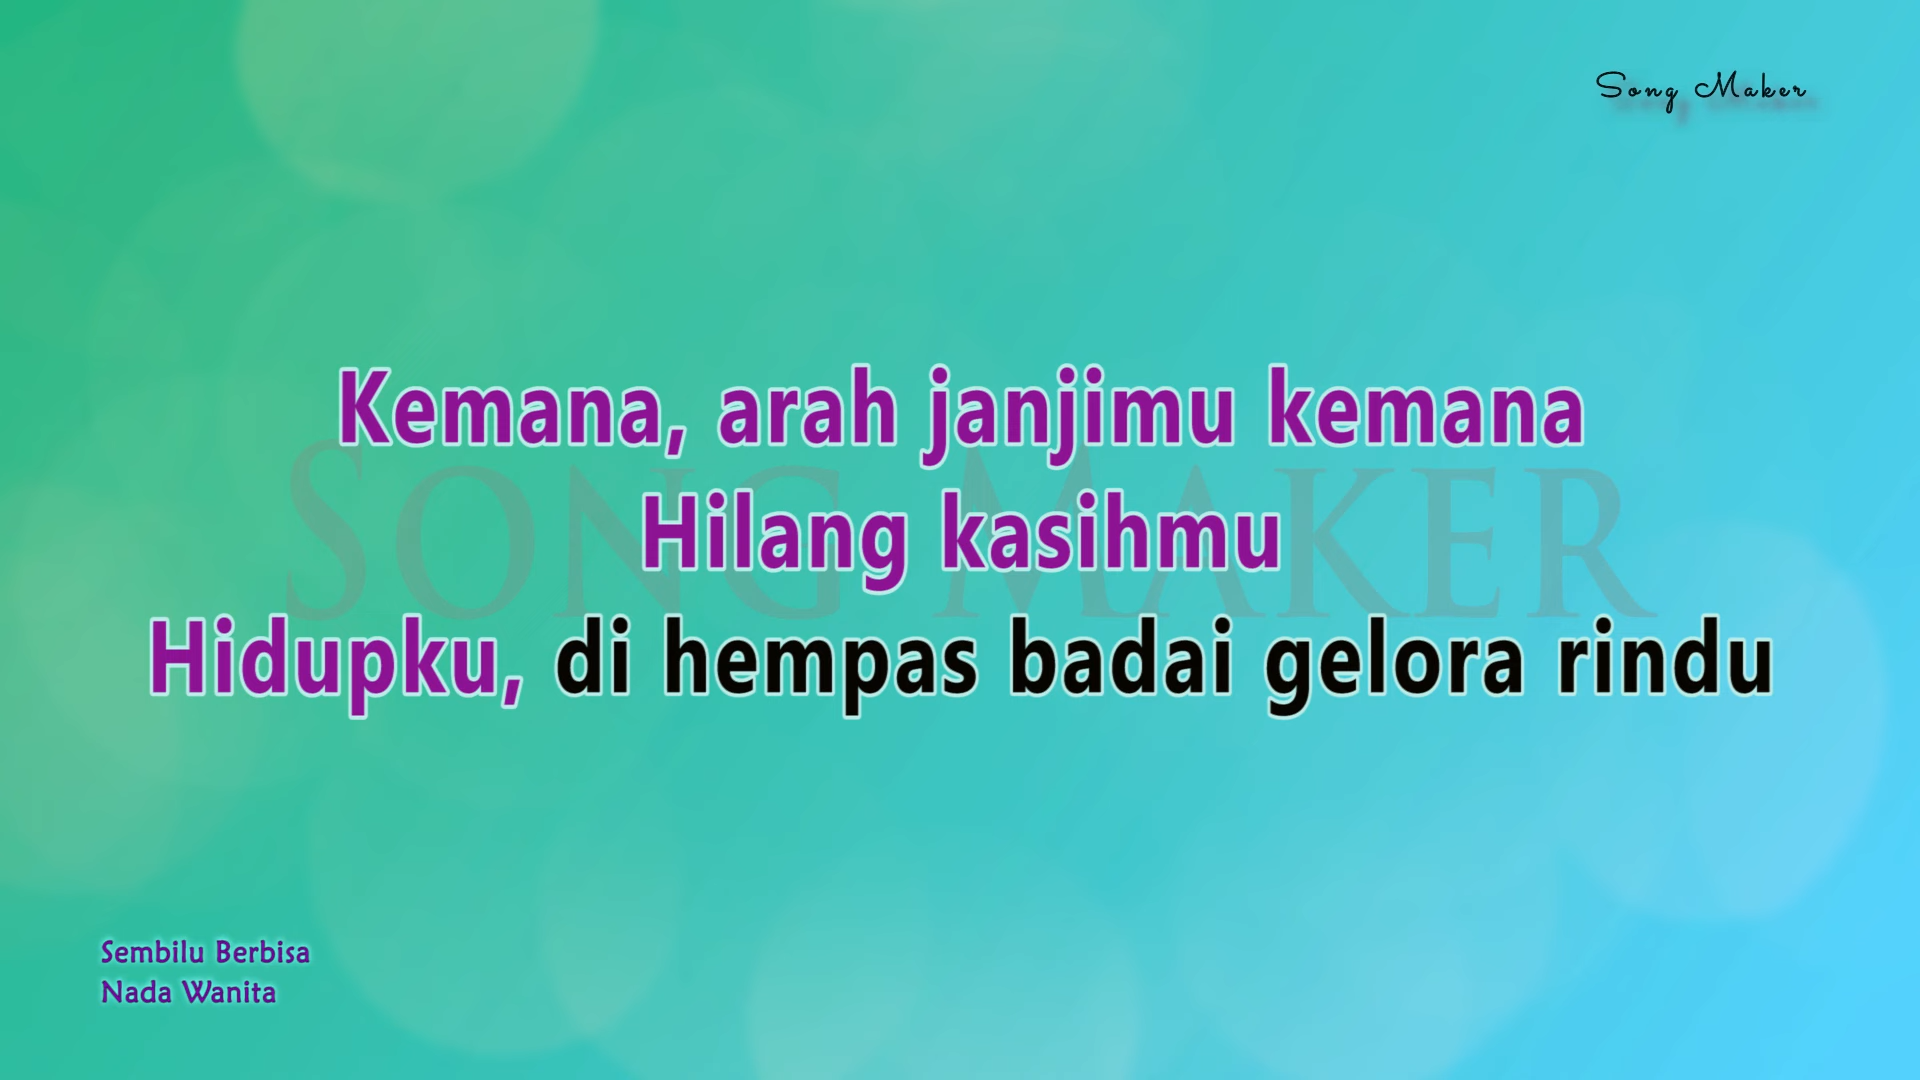 Song Maker
Kemana, arah janjimu kemana
SONG MAKER
Hilang kasihmu
Hidupku, di hempas badai gelora rindu
Sembilu Berbisa
Nada Wanita